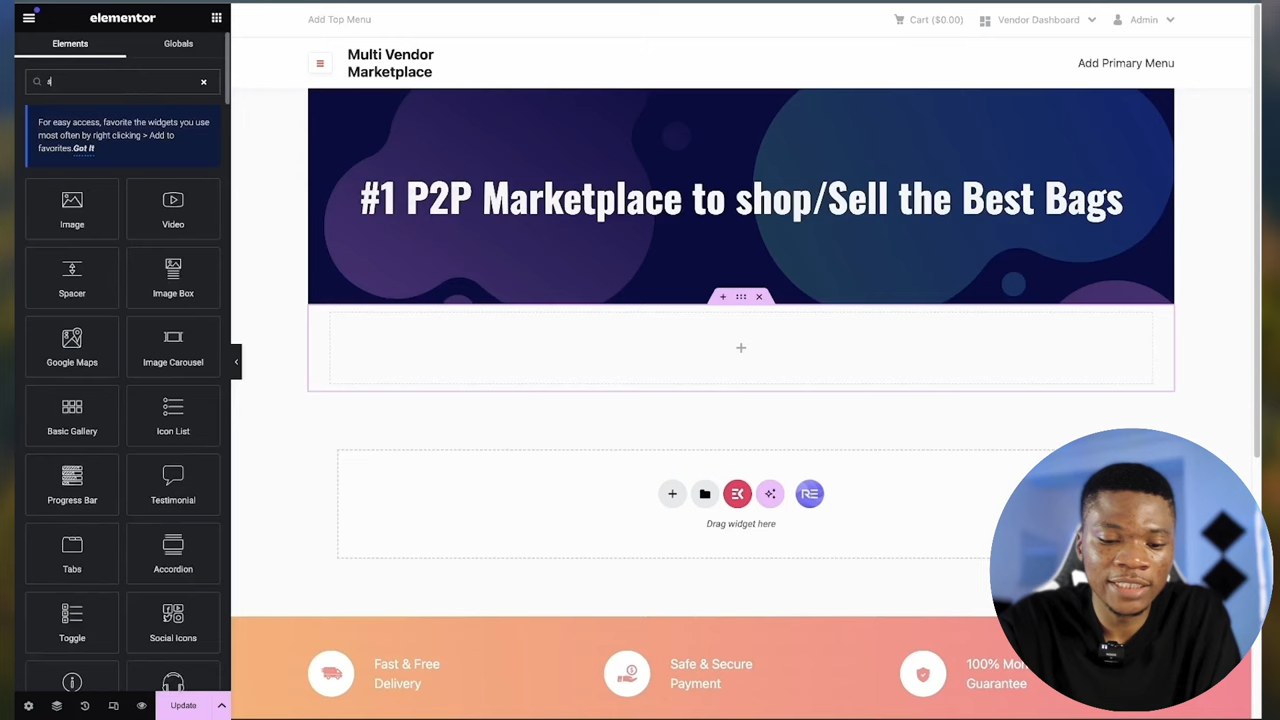 elementor
Elements
Globals
s
For easy access, favorite the widgets you use
most often by right clicking > Add to
favorites.Got It
Image
Video
Spacer
Image Box
Google Maps
Image Carousel
Basic Gallery
Icon List
Progress Bar
Testimonial
Tabs
Accordion
Toggle
Social Icons
Update
Add Top Menu
Cart ($0.00)
Vendor Dashboard
Admin
Multi Vendor
Marketplace
Add Primary Menu
#1 P2P Marketplace to shop/Sell the Best Bags
Drag widget here
Fast & Free
Delivery
Safe & Secure
Payment
100%
Guarantee